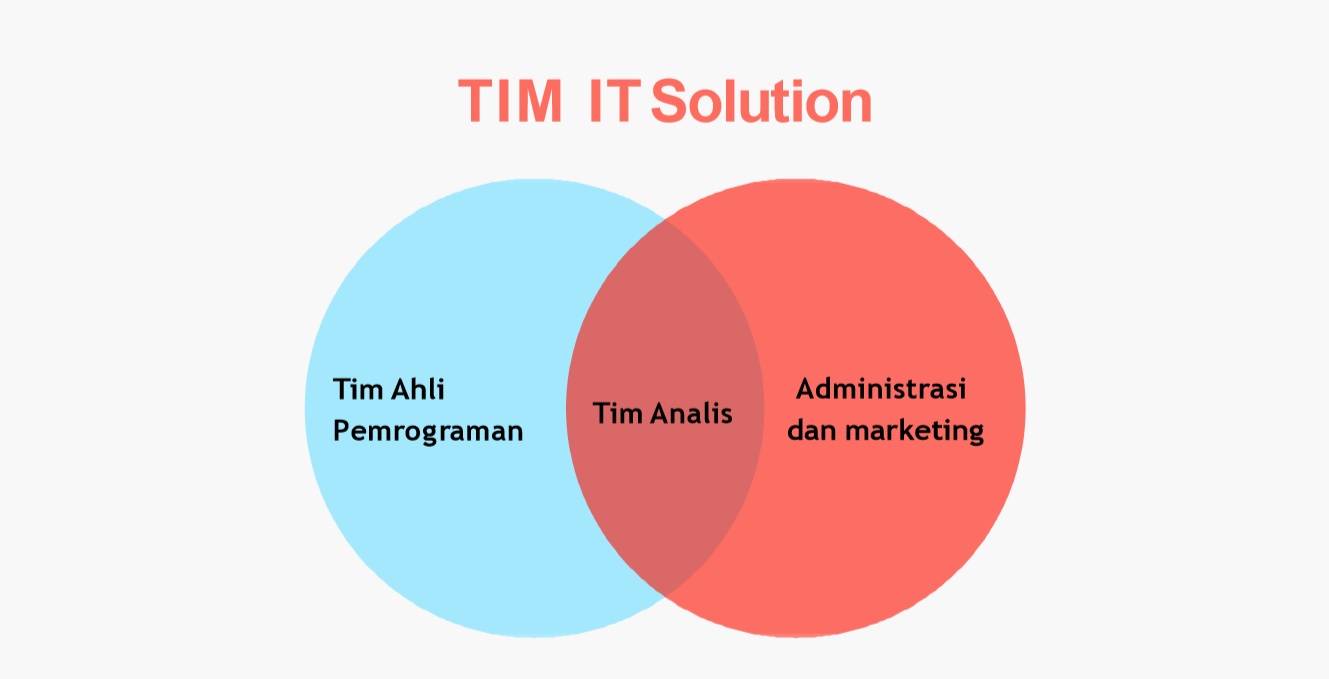 TIM IT Solution
Tim Ahli
Pemrograman
Tim Analis
Administrasi
dan marketing